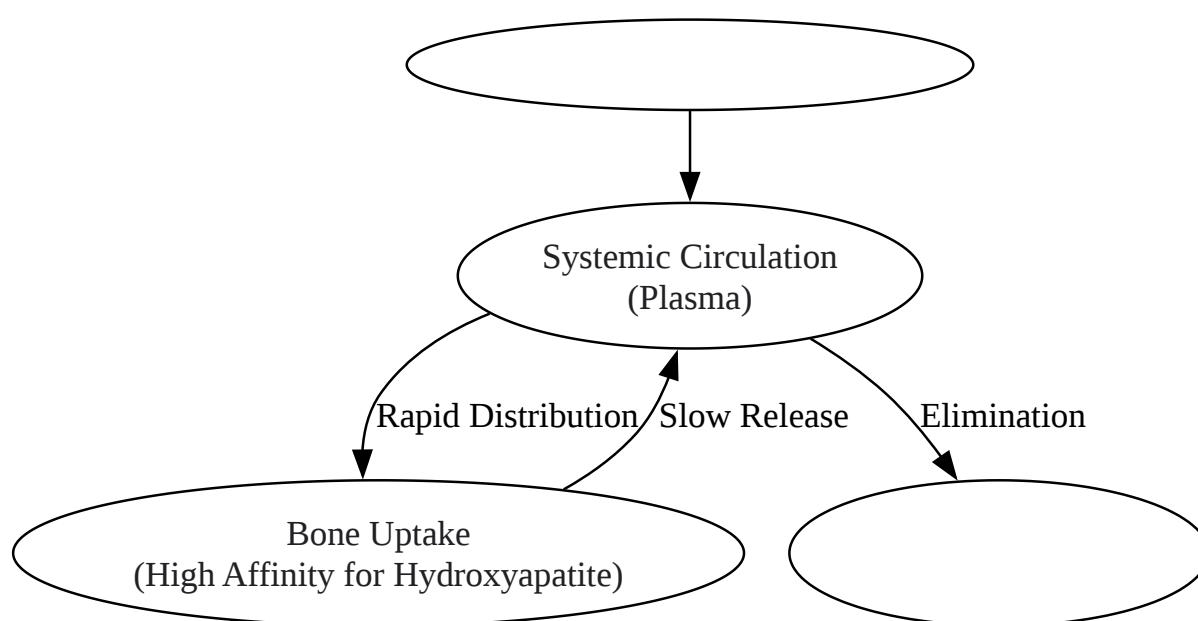 Systemic Circulation
(Plasma)
Rapid Distribution
Slow Release
Elimination
Bone Uptake
(High Affinity for Hydroxyapatite)